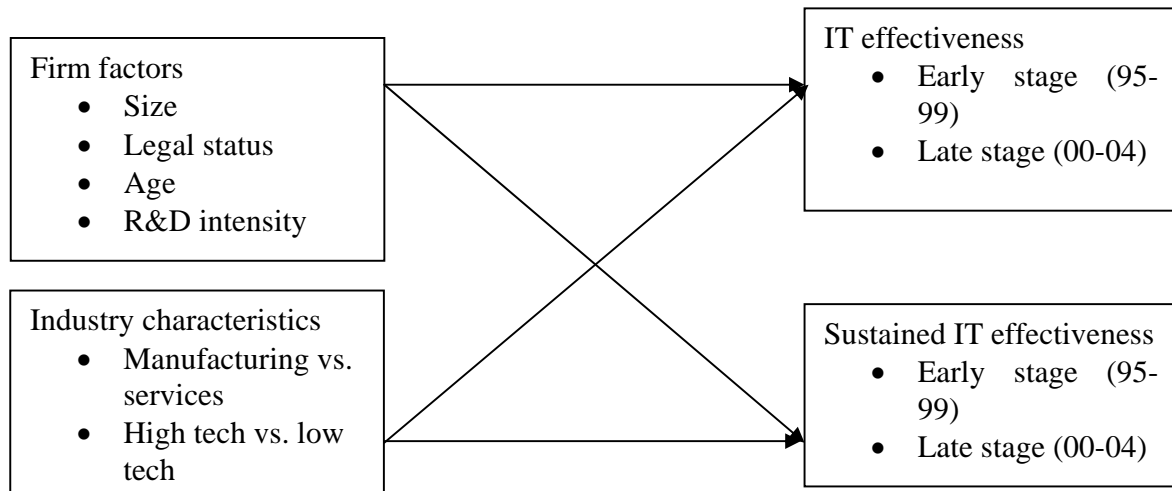 Firm factors
• Size
• Legal status
• Age
• R&D intensity
Industry characteristics
• Manufacturing vs.
services
• High tech vs. low
tech
IT effectiveness
• Early stage (95-
99)
• Late stage (00-04)
Sustained IT effectiveness
• Early stage (95-
99)
• Late stage (00-04)